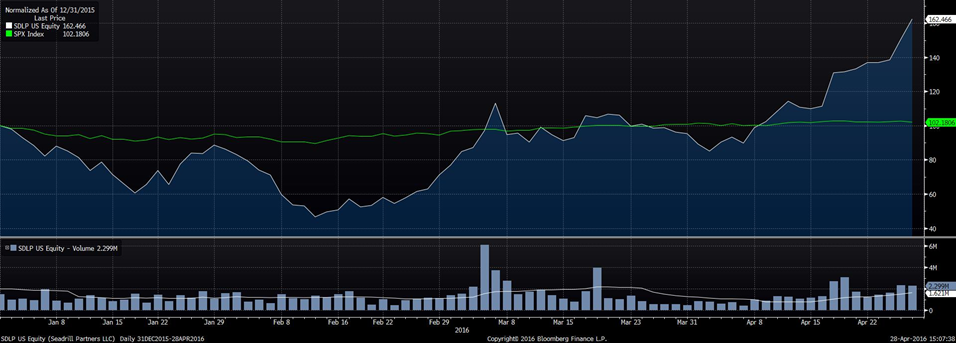 Normalized As Of 12/31/2015
Last Price
SDLP US Equity 162.466
SPX Index 102.1806
162.466
160
140
120
100
102.1806
80
60
40
SDLP US Equity - Volume 2.299M
6M
4M
2.299M
1.621M
0
Jan 8 Jan 15 Jan 22 Jan 29 Feb 8 Feb 16 Feb 22 Feb 29 Mar 8 Mar 15 Mar 23 Mar 31 Apr 8 Apr 15 Apr 22
2016
SDLP US Equity (Seadrill Partners LLC) Daily 31DEC2015-28APR2016 Copyright© 2016 Bloomberg Finance L.P. 28-Apr-2016 15:07:38